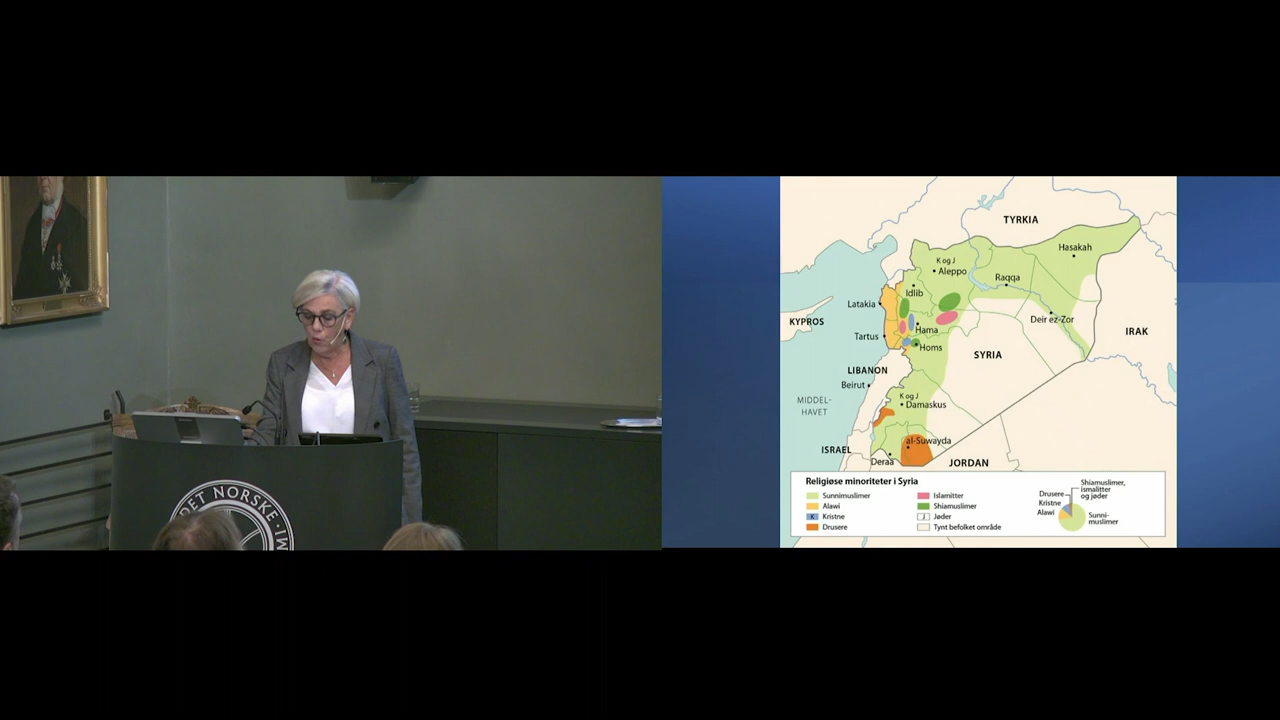 DET NORSKE
TYRKIA
Hasakah
K og J
Aleppo
Raqqa
Idlib
Latakia
KYPROS
Deir ez-Zor
Hama
IRAK
Tartus
Homs
SYRIA
LIBANON
Beirut
MIDDEL-
HAVET
K og J
Damaskus
al-Suwayda
ISRAEL
Deraa
JORDAN
Religiøse minoriteter i Syria
Sunnimuslimer
Alawi
K Kristne
Drusere
Islamitter
Shiamuslimer
J Jøder
Tynt befolket område
Shiamuslimer,
ismalitter
og jøder
Drusere
Kristne
Alawi
Sunni-
muslimer